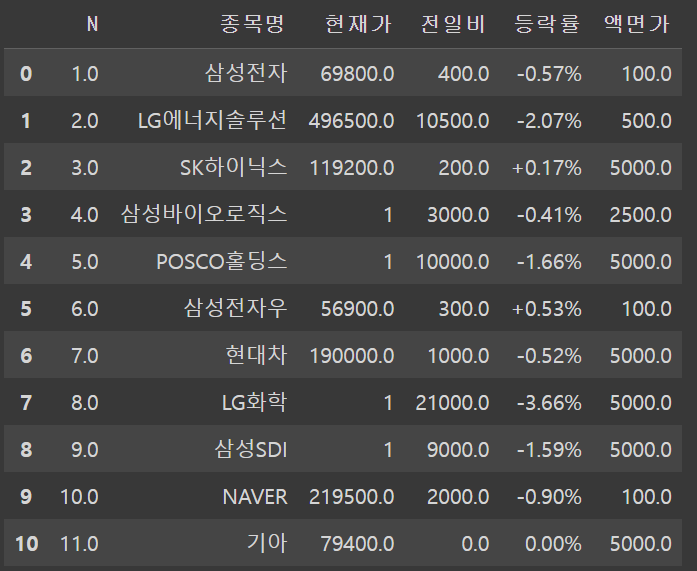 N 종목명 현재가 전일비 등락률 액면가
0 1.0 삼성전자 69800.0 400.0 -0.57% 100.0
1 2.0 LG에너지솔루션 496500.0 10500.0 -2.07% 500.0
2 3.0 SK하이닉스 119200.0 200.0 +0.17% 5000.0
3 4.0 삼성바이오로직스 1 3000.0 -0.41% 2500.0
4 5.0 POSCO홀딩스 1 10000.0 -1.66% 5000.0
5 6.0 삼성전자우 56900.0 300.0 +0.53% 100.0
6 7.0 현대차 190000.0 1000.0 -0.52% 5000.0
7 8.0 LG화학 1 21000.0 -3.66% 5000.0
8 9.0 삼성SDI 1 9000.0 -1.59% 5000.0
9 10.0 NAVER 219500.0 2000.0 -0.90% 100.0
10 11.0 기아 79400.0 0.0 0.00% 5000.0